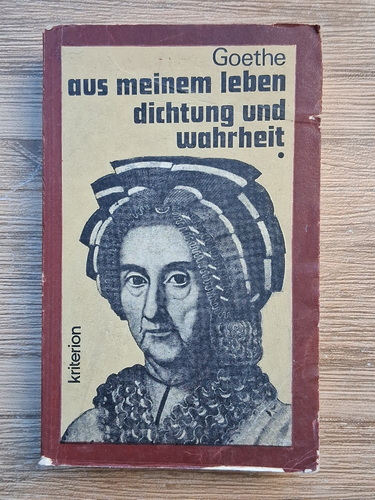 Goethe
aus meinem leben
dichtung und
wahrheit.
kriterion